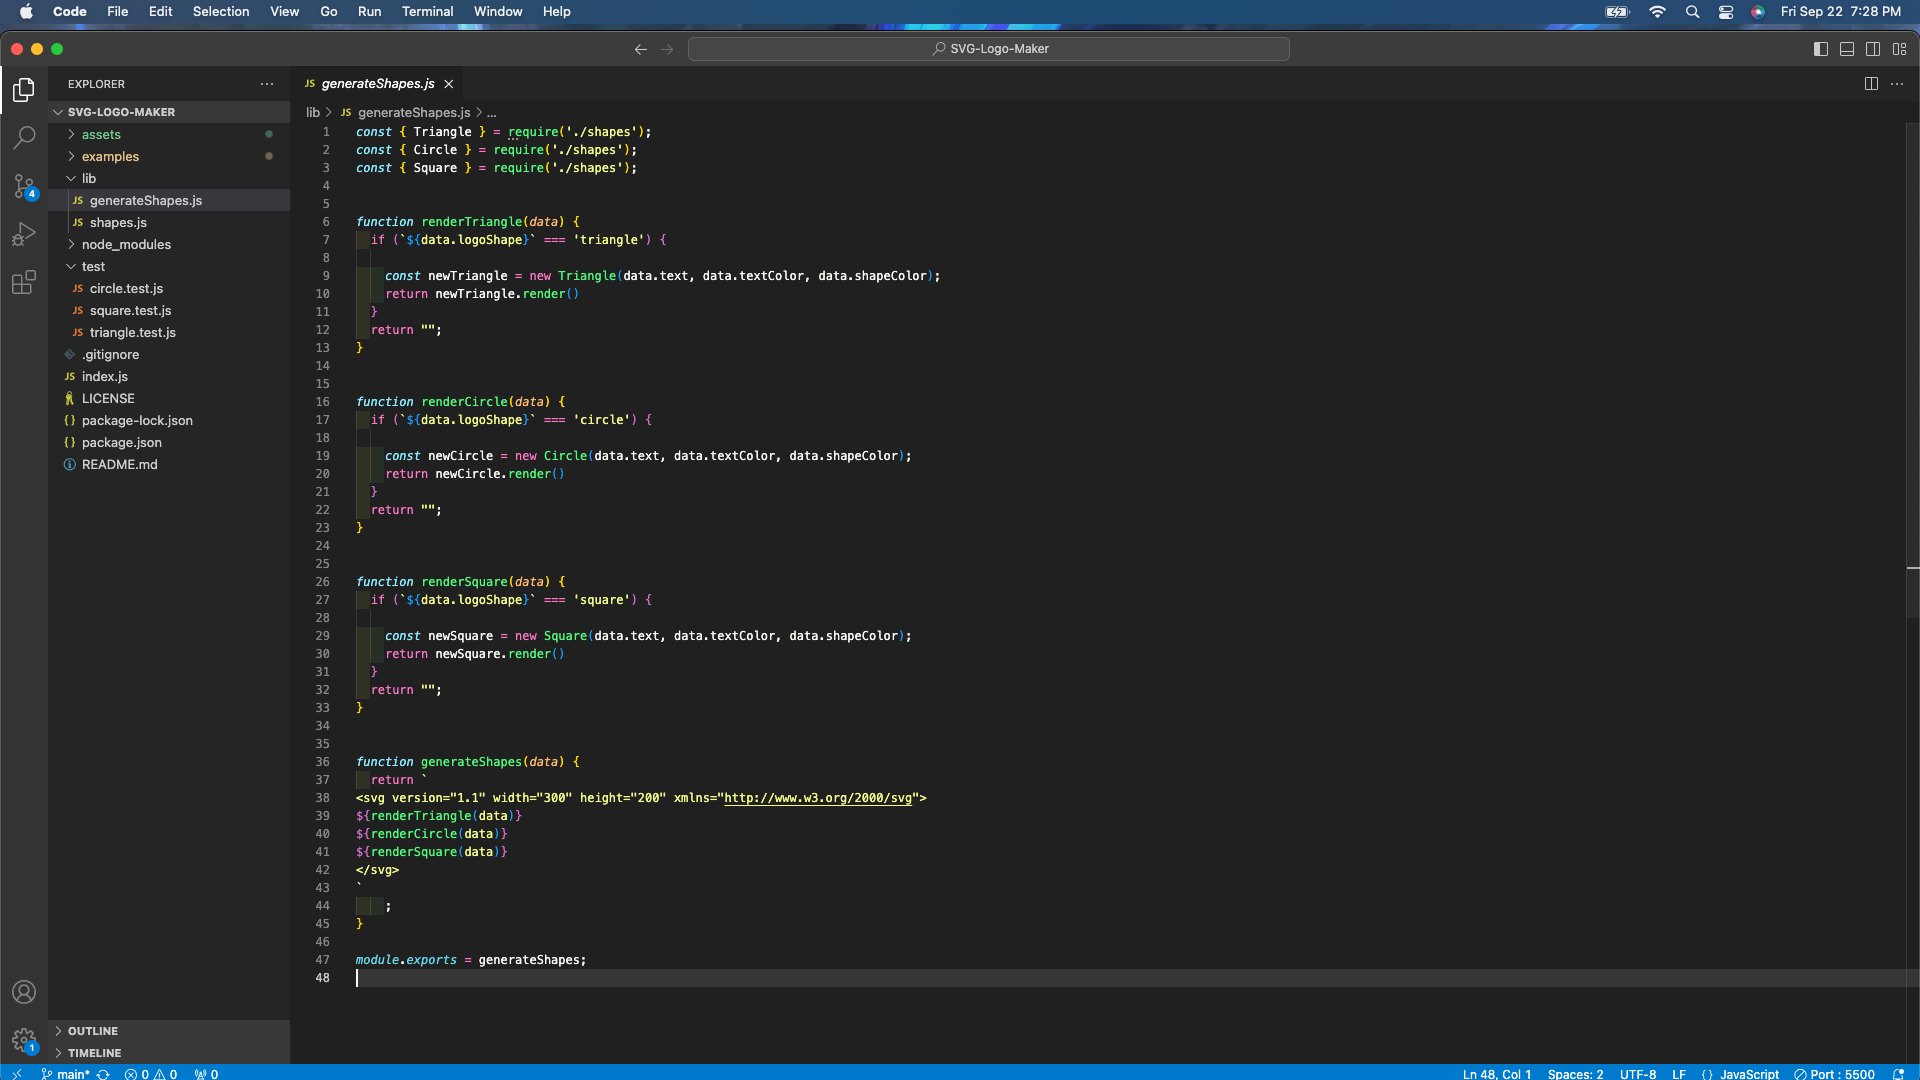 Code File Edit Selection View Go Run Terminal Window Help Fri Sep 22 7:28 PM
SVG-Logo-Maker
EXPLORER
SVG-LOGO-MAKER
assets
examples
lib
JS generateShapes.js
JS shapes.js
node_modules
test
JS circle.test.js
JS square.test.js
JS triangle.test.js
.gitignore
JS index.js
LICENSE
{} package-lock.json
{} package.json
README.md
OUTLINE
TIMELINE
4
1
JS generateShapes.js
lib > JS generateShapes.js > ...
1 const { Triangle } = require('./shapes');
2 const { Circle } = require('./shapes');
3 const { Square } = require('./shapes');
4
5
6 function renderTriangle(data) {
7 if (`${data.logoShape}` === 'triangle') {
8
9 const newTriangle = new Triangle(data.text, data.textColor, data.shapeColor);
10 return newTriangle.render()
11 }
12 return "";
13 }
14
15
16 function renderCircle(data) {
17 if (`${data.logoShape}` === 'circle') {
18
19 const newCircle = new Circle(data.text, data.textColor, data.shapeColor);
20 return newCircle.render()
21 }
22 return "";
23 }
24
25
26 function renderSquare(data) {
27 if (`${data.logoShape}` === 'square') {
28
29 const newSquare = new Square(data.text, data.textColor, data.shapeColor);
30 return newSquare.render()
31 }
32 return "";
33 }
34
35
36 function generateShapes(data) {
37 return `
38 <svg version="1.1" width="300" height="200" xmlns="http://www.w3.org/2000/svg">
39 ${renderTriangle(data)}
40 ${renderCircle(data)}
41 ${renderSquare(data)}
42 </svg>
43 `
44 ;
45 }
46
47 module.exports = generateShapes;
48
main* 0 0 0 Ln 48, Col 1 Spaces: 2 UTF-8 LF {} JavaScript Port : 5500